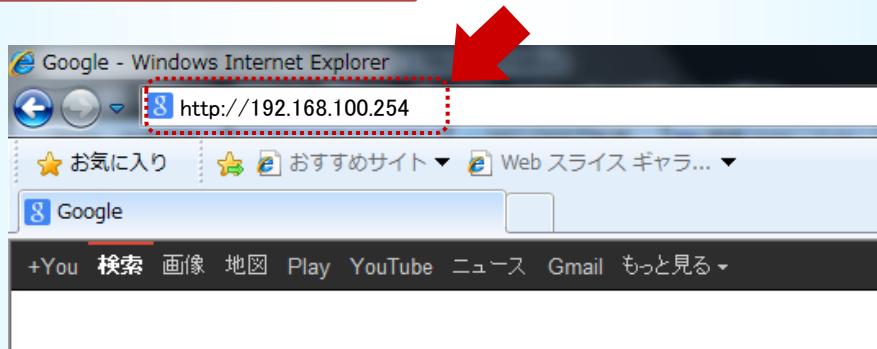 Google - Windows Internet Explorer
http://192.168.100.254
お気に入り おすすめサイト ▼ Web スライス ギャラ... ▼
Google
+You 検索 画像 地図 Play YouTube ニュース Gmail もっと見る